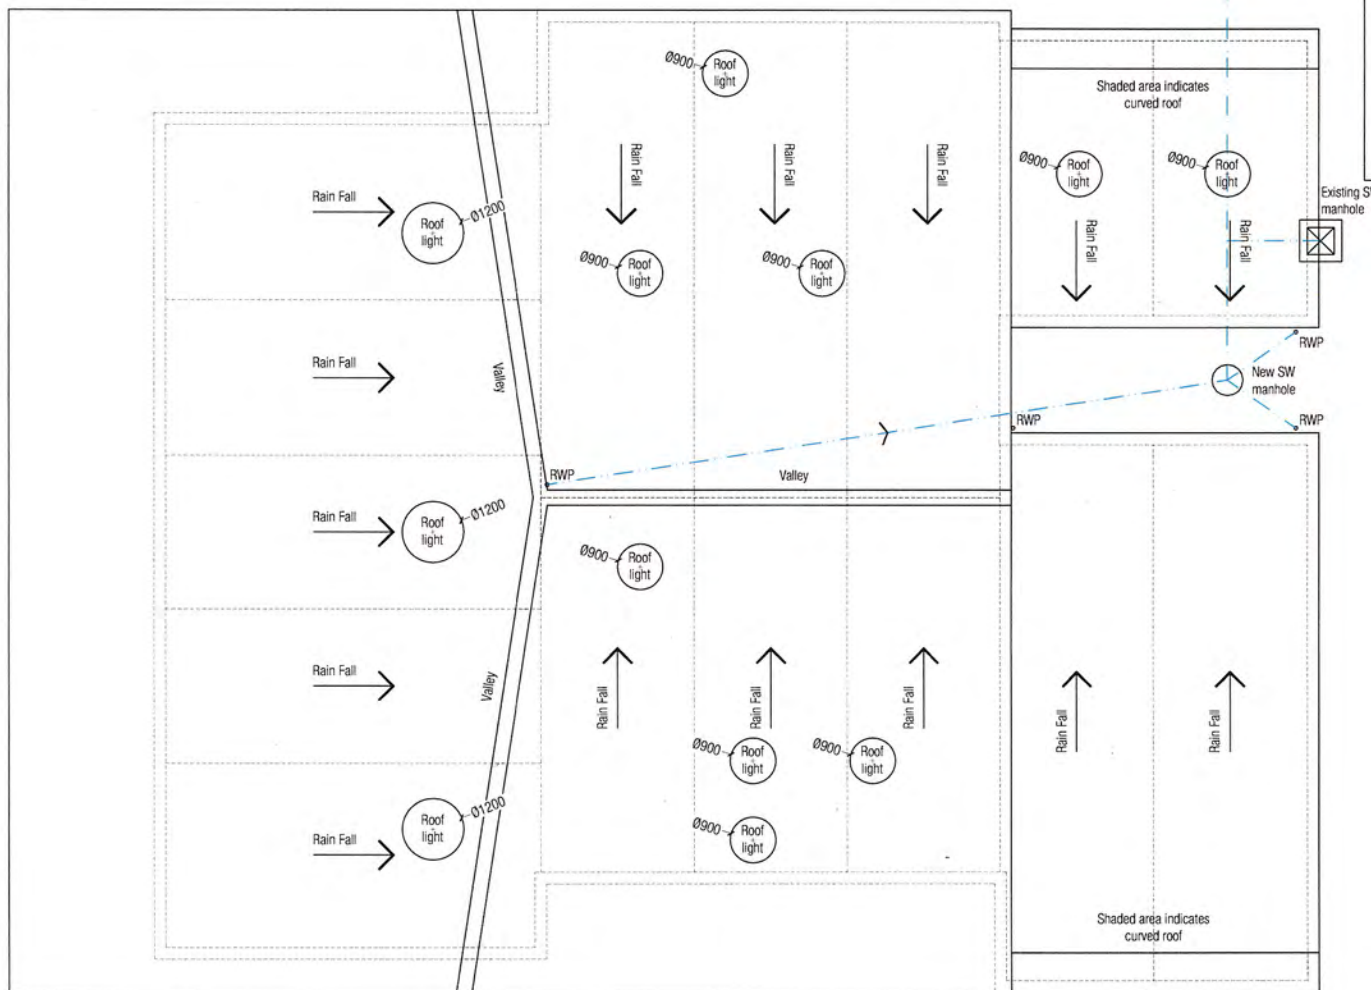 Ø900
Roof
light
Shaded area indicates
curved roof
Rain Fall
Rain Fall
Rain Fall
Ø900
Roof
light
Ø900
Roof
light
Existing S
manhole
Rain Fall
Ø1200
Roof
light
Rain Fall
Rain Fall
Ø900
Roof
light
Ø900
Roof
light
RWP
Rain Fall
Valley
New SW
manhole
RWP
RWP
RWP
Valley
Rain Fall
Ø1200
Roof
light
Ø900
Roof
light
Rain Fall
Valley
Rain Fall
Rain Fall
Rain Fall
Rain Fall
Rain Fall
Ø900
Roof
light
Ø900
Roof
light
Ø1200
Roof
light
Rain Fall
Ø900
Roof
light
Shaded area indicates
curved roof